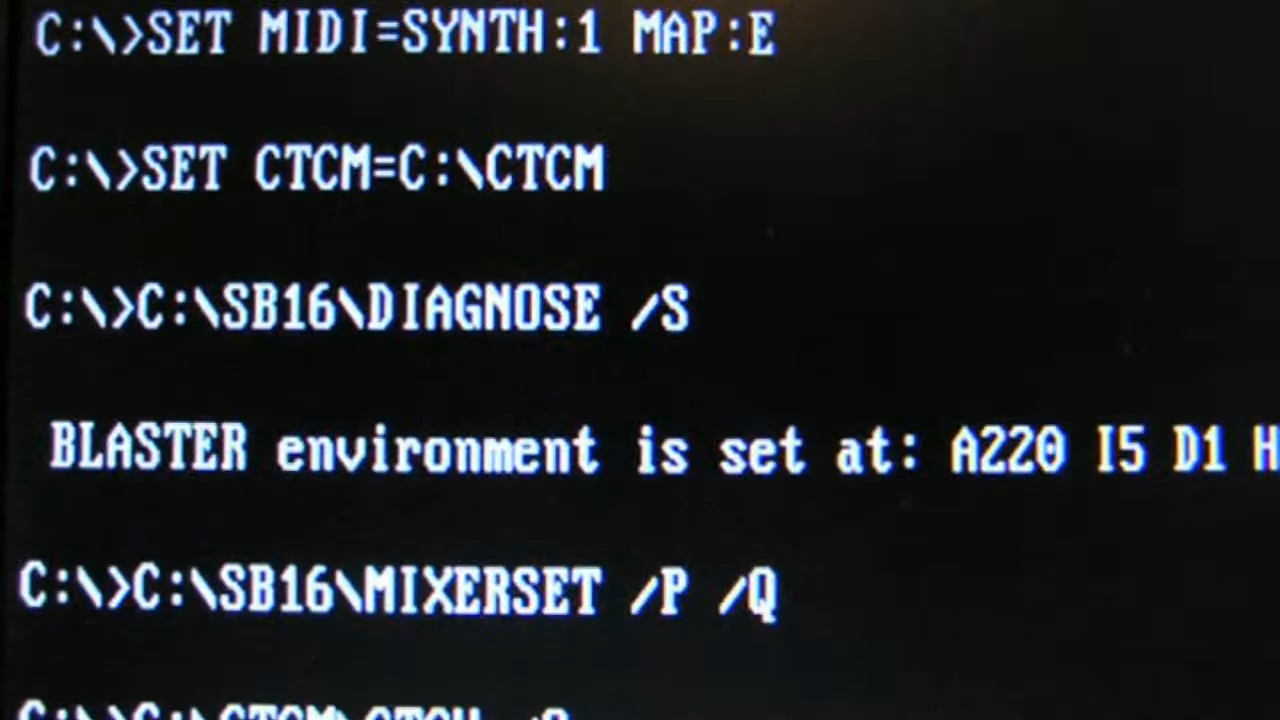 C:\>SET MIDI=SYNTH:1 MAP:E
C:\>SET CTCM=C:\CTCM
C:\>C:\SB16\DIAGNOSE /S
BLASTER environment is set at: A220 I5 D1 H
C:\>C:\SB16\MIXERSET /P /Q